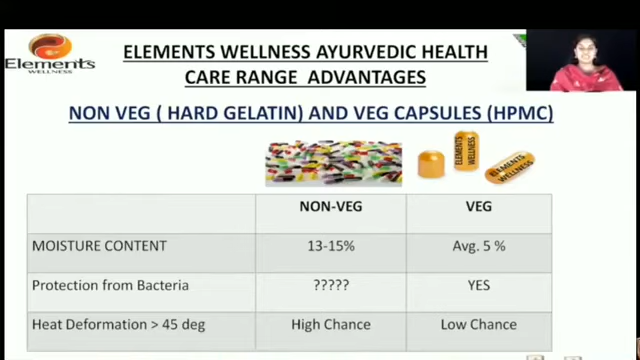 Elements
WELLNESS
ELEMENTS WELLNESS AYURVEDIC HEALTH
CARE RANGE ADVANTAGES
NON VEG ( HARD GELATIN) AND VEG CAPSULES (HPMC)
ELEMENTS
WELLNESS
ELEMENTS
WELLNESS
NON-VEG VEG
MOISTURE CONTENT 13-15% Avg. 5 %
Protection from Bacteria ????? YES
Heat Deformation > 45 deg High Chance Low Chance